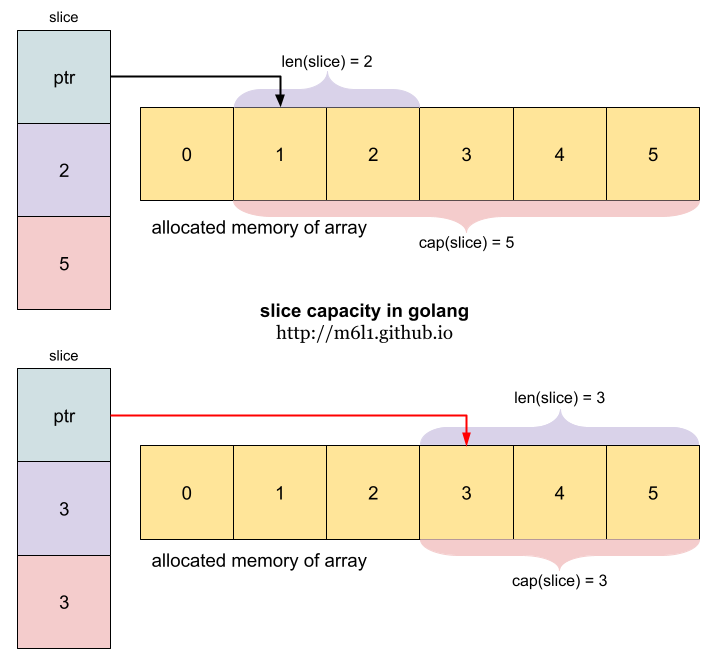 slice
ptr
2
5
len(slice) = 2
0 1 2 3 4 5
allocated memory of array
cap(slice) = 5
slice capacity in golang
http://m6l1.github.io
slice
ptr
3
3
len(slice) = 3
0 1 2 3 4 5
allocated memory of array
cap(slice) = 3